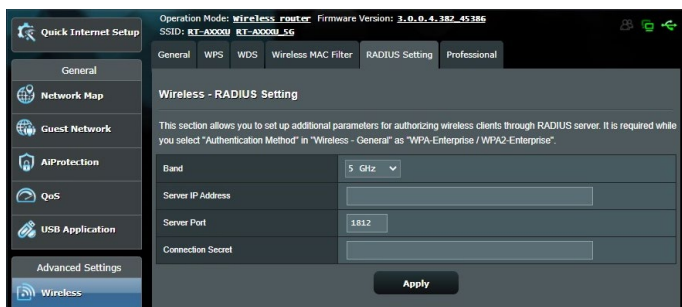 Quick Internet Setup
General
Network Map
Guest Network
AiProtection
QoS
USB Application
Advanced Settings
Wireless
Operation Mode: Wireless router Firmware Version: 3.0.0.4.382_45386
SSID: RT-AXXXU RT-AXXXU_5G
General WPS WDS Wireless MAC Filter RADIUS Setting Professional
Wireless - RADIUS Setting
This section allows you to set up additional parameters for authorizing wireless clients through RADIUS server. It is required while
you select "Authentication Method" in "Wireless - General" as "WPA-Enterprise / WPA2-Enterprise".
Band 5 GHz
Server IP Address
Server Port 1812
Connection Secret
Apply